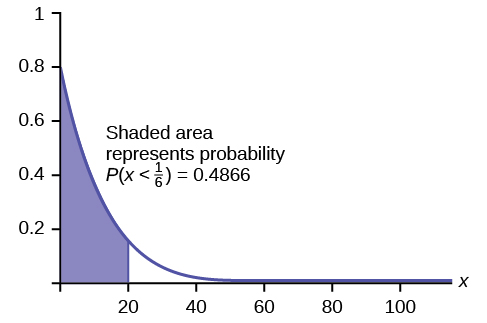 1
0.8
0.6
0.4
0.2
Shaded area
represents probability
P(x < 1/6) = 0.4866
x
20 40 60 80 100